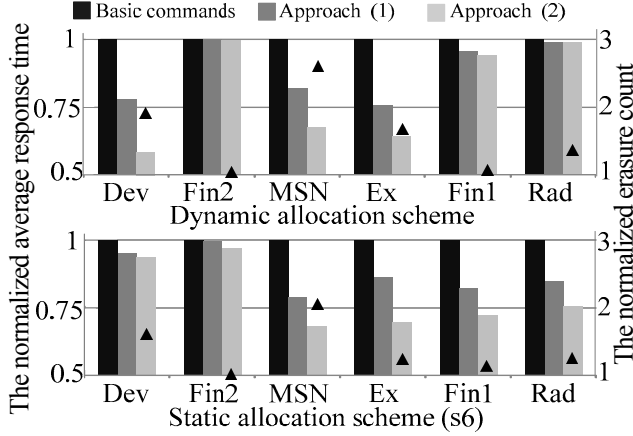 Basic commands Approach (1) Approach (2)
The normalized average response time
The normalized erasure count
1 3
0.75 2
0.5 1
Dev Fin2 MSN Ex Fin1 Rad
Dynamic allocation scheme
1 3
0.75 2
0.5 1
Dev Fin2 MSN Ex Fin1 Rad
Static allocation scheme (s6)